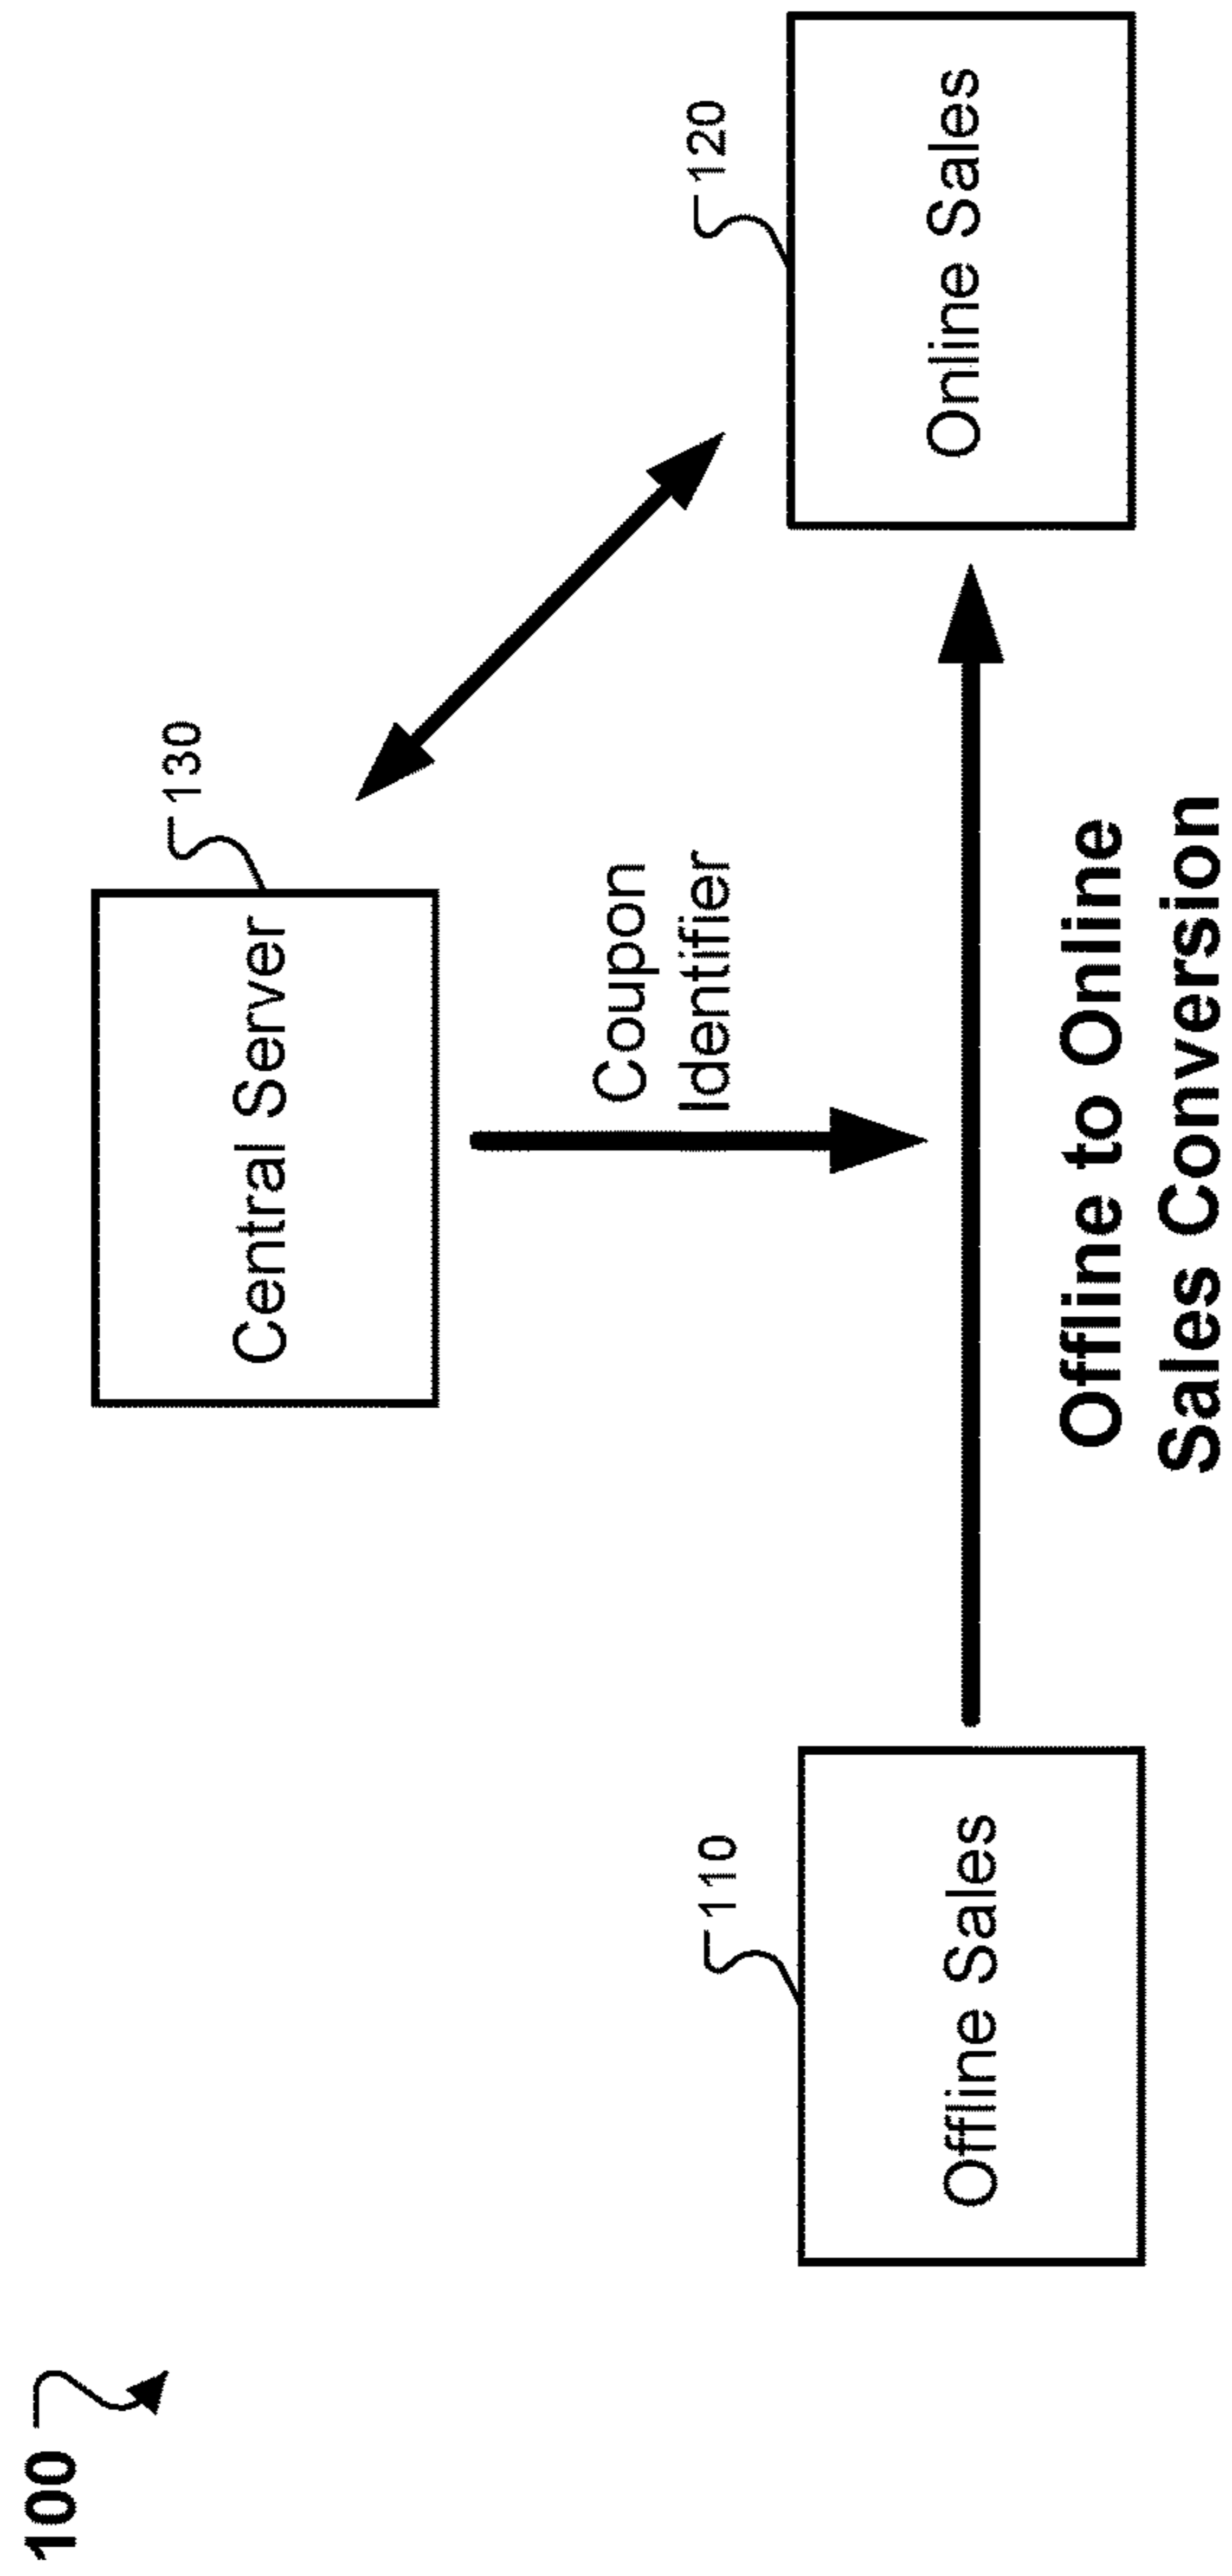 100
130
Central Server
120
Coupon
Identifier
110
Offline Sales
Online Sales
Offline to Online
Sales Conversion